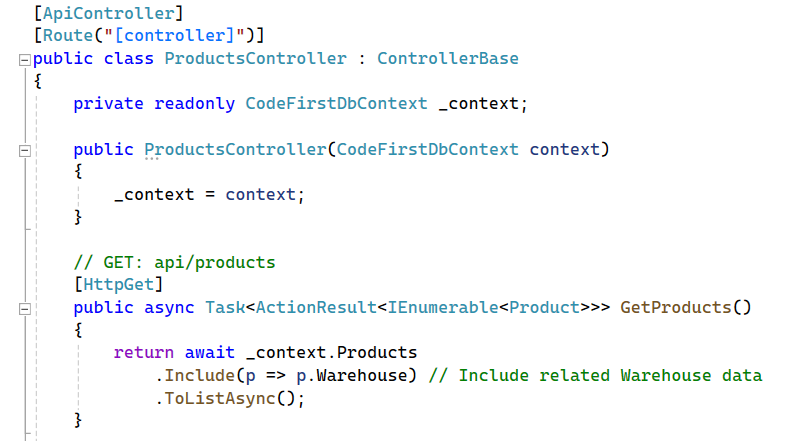 [ApiController]
[Route("[controller]")]
public class ProductsController : ControllerBase
{
private readonly CodeFirstDbContext _context;
public ProductsController(CodeFirstDbContext context)
{
_context = context;
}
// GET: api/products
[HttpGet]
public async Task<ActionResult<IEnumerable<Product>>> GetProducts()
{
return await _context.Products
.Include(p => p.Warehouse) // Include related Warehouse data
.ToListAsync();
}